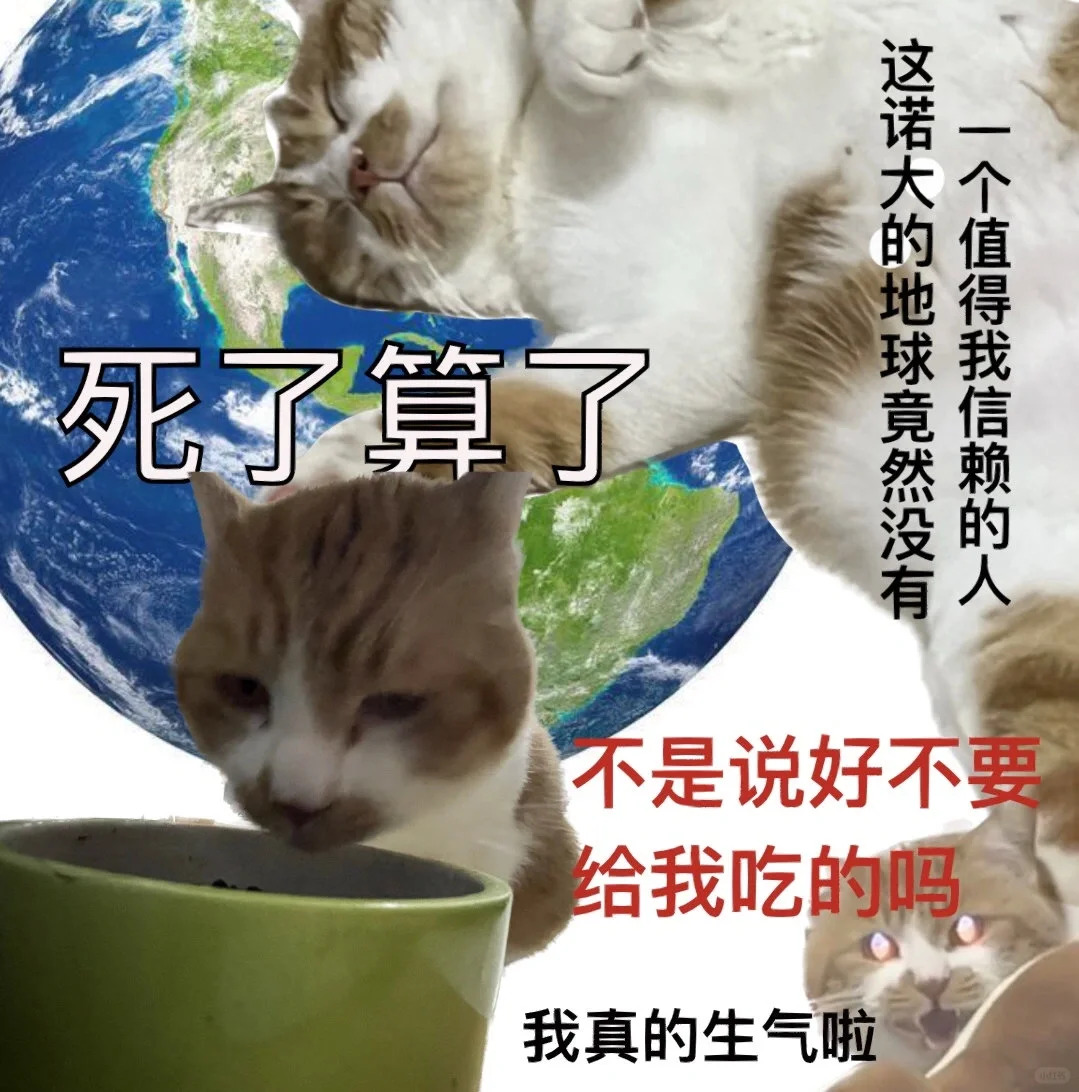 这诺大的地球竟然没有
一个值得我信赖的人
死了算了
不是说好不要
给我吃的吗
我真的生气啦